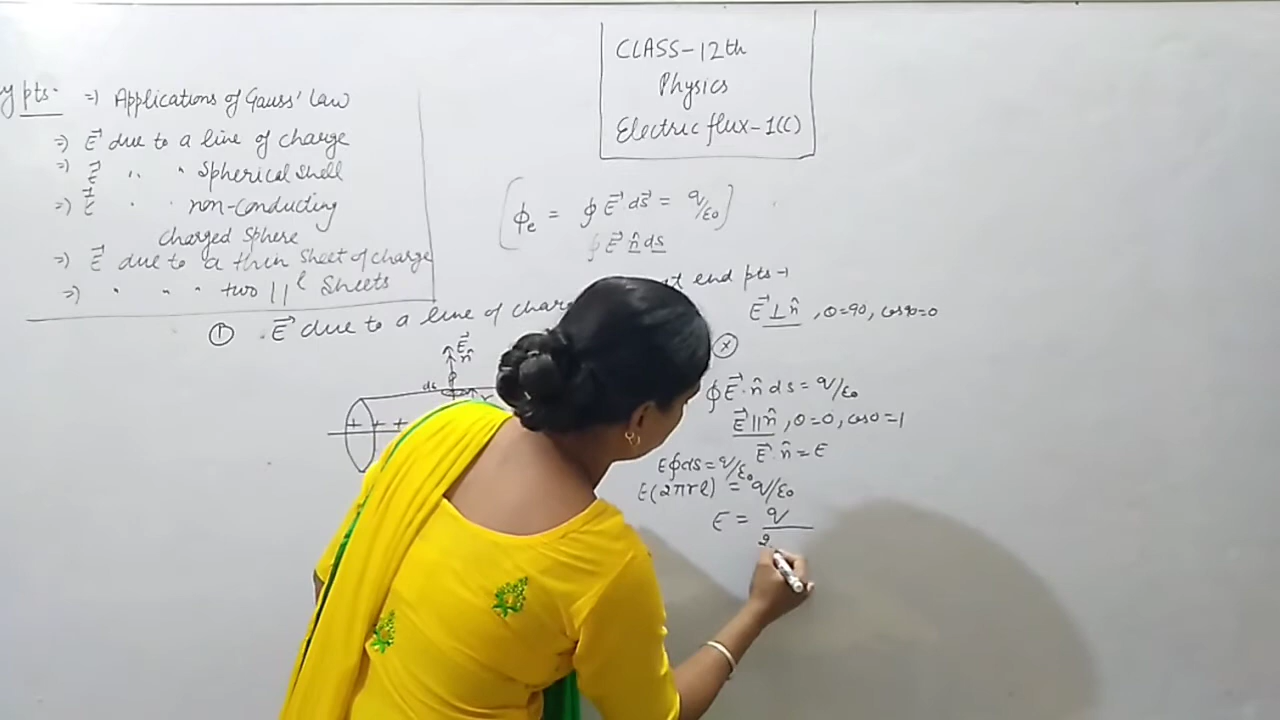 CLASS-12th
Physics
Electric flux-1(C)
pts- => Applications of Gauss' Law
=> E⃗ due to a line of charge
=> E⃗ " " Spherical shell
=> E⃗ " " non-conducting
charged sphere
=> E⃗ due to a thin sheet of charge
=> " " " two ||l Sheets
[ϕe = ∮ E⃗ ds⃗ = q/ε0]
∮ E⃗ n̂ ds
① E⃗ due to a line of
end pts-
E⃗ ⊥ n̂, θ=90, cos90=0
E⃗
n̂
P
ds
r
+ + +
Ⓧ
∮ E⃗ . n̂ ds = q/ε0
E⃗ || n̂, θ=0, cos0=1
E⃗ . n̂ = E
E∮ds = q/ε0
E(2πrl) = q/ε0
E = q
2